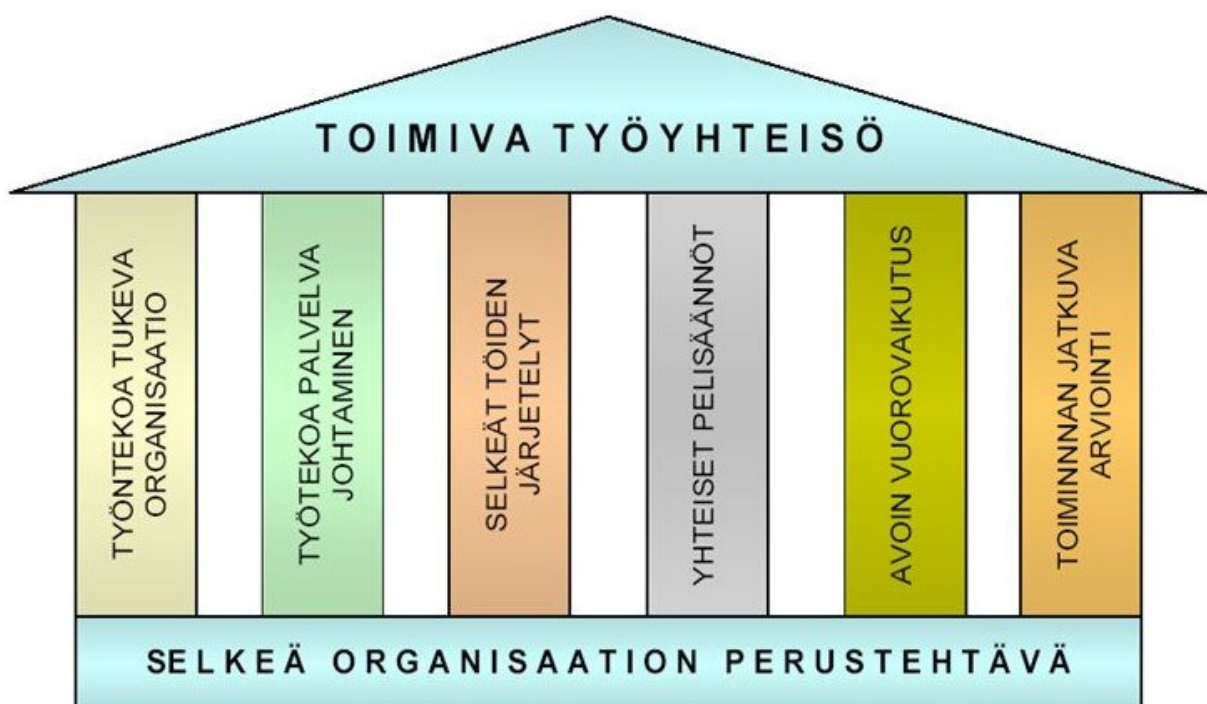 TOIMIVA TYÖYHTEISÖ
TYÖNTEKOA TUKEVA
ORGANISAATIO
TYÖTEKOA PALVELVA
JOHTAMINEN
SELKEÄT TÖIDEN
JÄRJETELYT
YHTEISET PELISÄÄNNÖT
AVOIN VUOROVAIKUTUS
TOIMINNNAN JATKUVA
ARVIOINTI
SELKEÄ ORGANISAATION PERUSTEHTÄVÄ